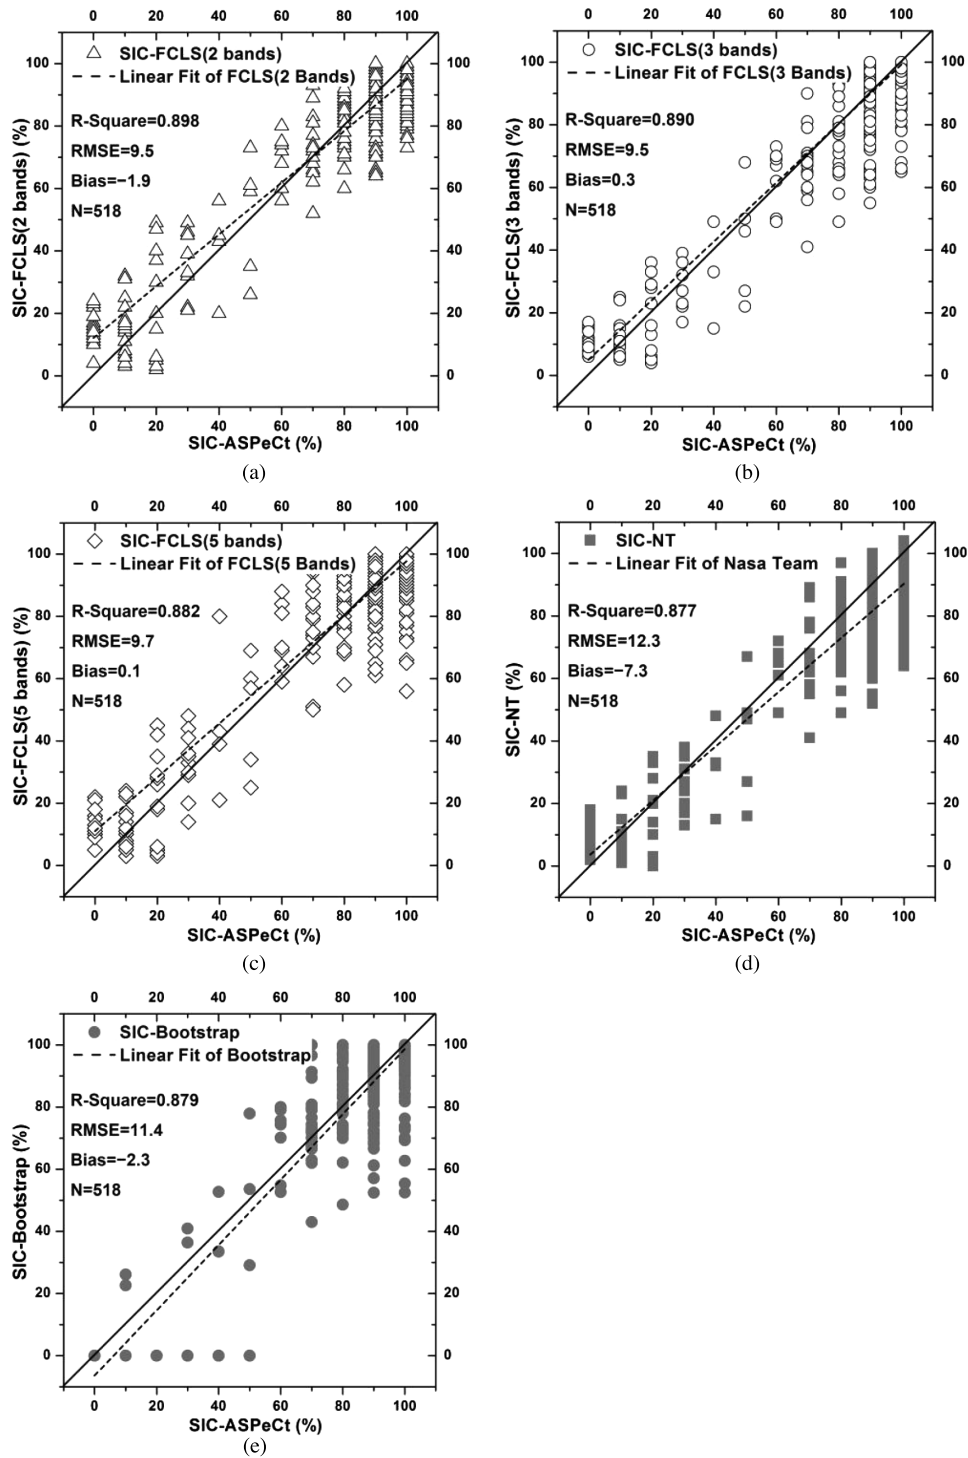 0 20 40 60 80 100
SIC-FCLS(2 bands)
Linear Fit of FCLS(2 Bands)
R-Square=0.898
RMSE=9.5
Bias=−1.9
N=518
SIC-FCLS(2 bands) (%)
100
80
60
40
20
0
100
80
60
40
20
0
0 20 40 60 80 100
SIC-ASPeCt (%)
(a)
0 20 40 60 80 100
SIC-FCLS(3 bands)
Linear Fit of FCLS(3 Bands)
R-Square=0.890
RMSE=9.5
Bias=0.3
N=518
SIC-FCLS(3 bands) (%)
100
80
60
40
20
0
100
80
60
40
20
0
0 20 40 60 80 100
SIC-ASPeCt (%)
(b)
0 20 40 60 80 100
SIC-FCLS(5 bands)
Linear Fit of FCLS(5 Bands)
R-Square=0.882
RMSE=9.7
Bias=0.1
N=518
SIC-FCLS(5 bands) (%)
100
80
60
40
20
0
100
80
60
40
20
0
0 20 40 60 80 100
SIC-ASPeCt (%)
(c)
0 20 40 60 80 100
SIC-NT
Linear Fit of Nasa Team
R-Square=0.877
RMSE=12.3
Bias=−7.3
N=518
SIC-NT (%)
100
80
60
40
20
0
100
80
60
40
20
0
0 20 40 60 80 100
SIC-ASPeCt (%)
(d)
0 20 40 60 80 100
SIC-Bootstrap
Linear Fit of Bootstrap
R-Square=0.879
RMSE=11.4
Bias=−2.3
N=518
SIC-Bootstrap (%)
100
80
60
40
20
0
100
80
60
40
20
0
0 20 40 60 80 100
SIC-ASPeCt (%)
(e)